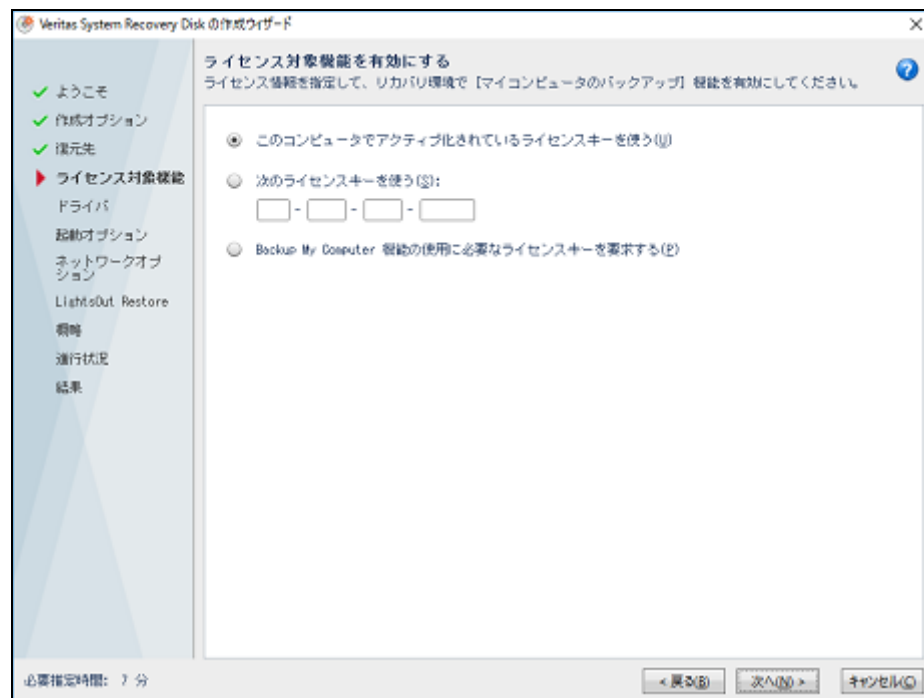 Veritas System Recovery Disk の作成ウィザード
ライセンス対象機能を有効にする
ライセンス情報を指定して、リカバリ環境で [マイコンピュータのバックアップ] 機能を有効にしてください。
ようこそ
作成オプション
復元先
ライセンス対象機能
ドライバ
起動オプション
ネットワークオプ
ション
LightsOut Restore
概略
進行状況
結果
このコンピュータでアクティブ化されているライセンスキーを使う(U)
次のライセンスキーを使う(S):
- - -
Backup My Computer 機能の使用に必要なライセンスキーを要求する(P)
必要推定時間: 7 分
< 戻る(B)
次へ(N) >
キャンセル(C)